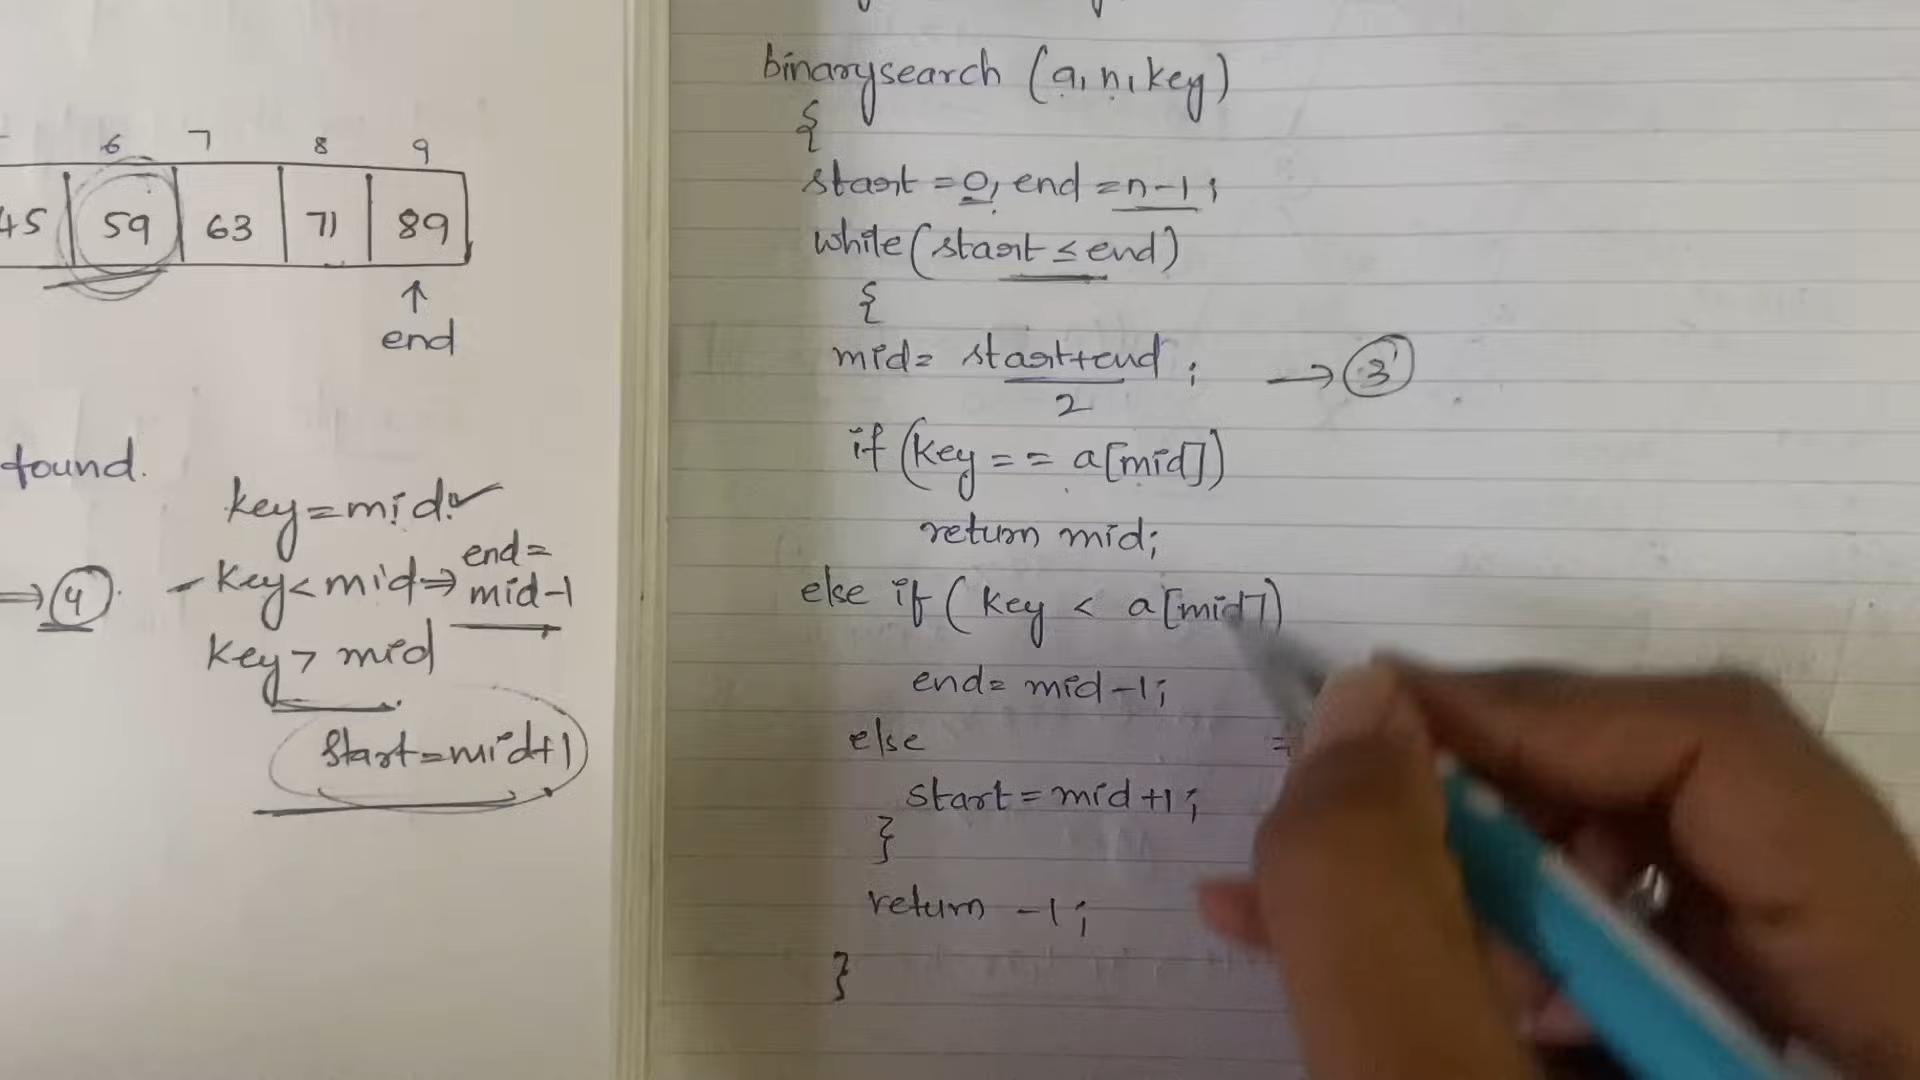 6 7 8 9
45 59 63 71 89
↑
end
found.
key=mid✓
→ 4. - key<mid⇒ end=
mid-1
key>mid
start=mid+1
binarysearch (a, n, key)
{
start =0, end =n-1;
while(start ≤ end)
{
mid= start+end ; → 3
2
if (key == a[mid])
return mid;
else if (key < a[mid])
end= mid-1;
else =
start = mid+1;
}
return -1;
}